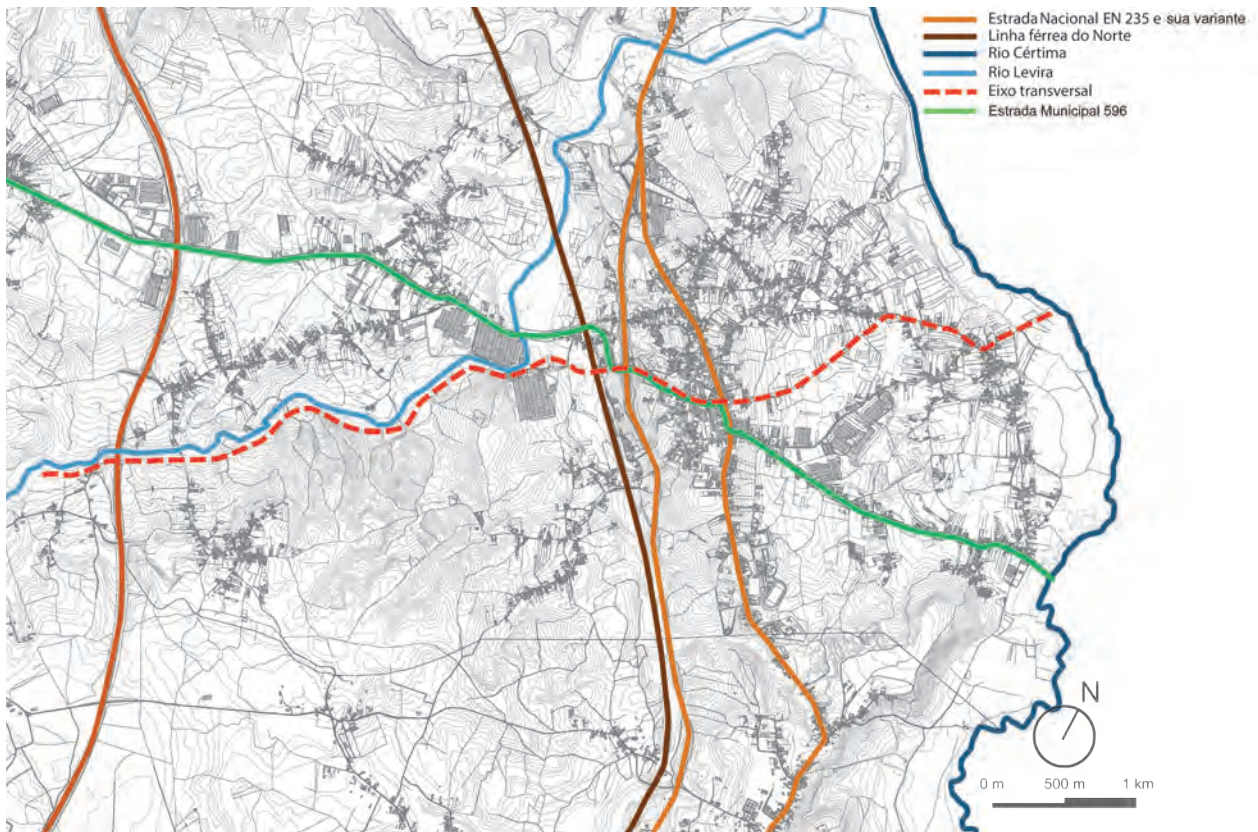 Estrada Nacional EN 235 e sua variante
Linha férrea do Norte
Rio Cértima
Rio Levira
Eixo transversal
Estrada Municipal 596
N
0 m 500 m 1 km